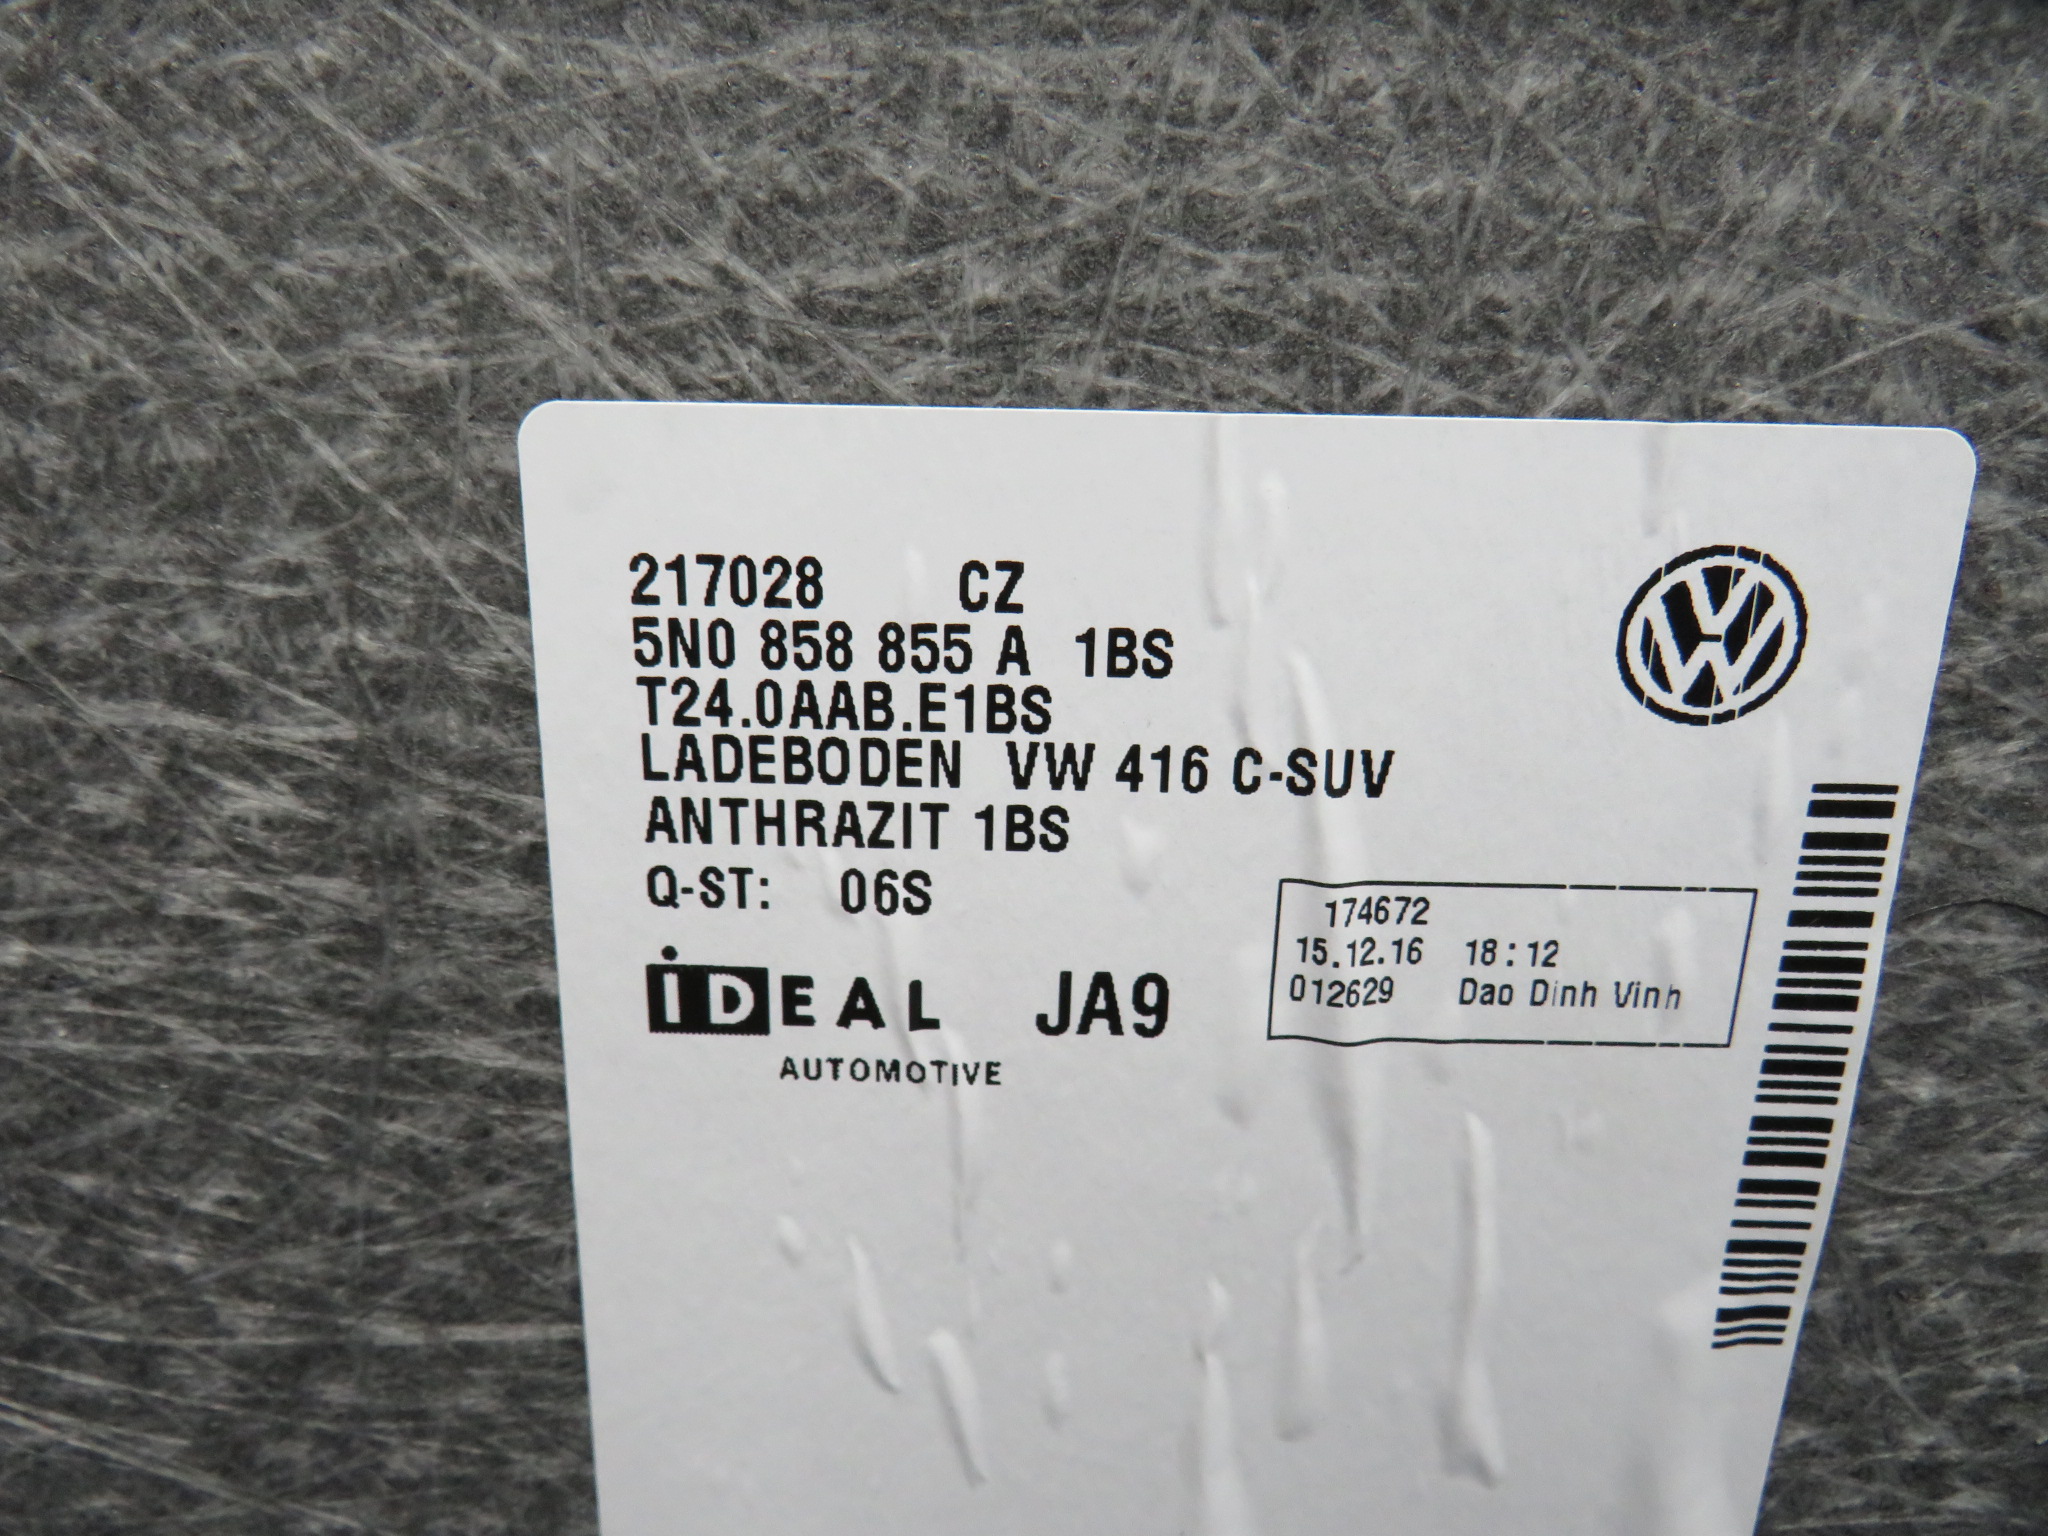 217028 CZ
5N0 858 855 A 1BS
T24.0AAB.E1BS
LADEBODEN VW 416 C-SUV
ANTHRAZIT 1BS
Q-ST: 06S
iDEAL JA9
AUTOMOTIVE
174672
15.12.16 18:12
012629 Dao Dinh Vinh